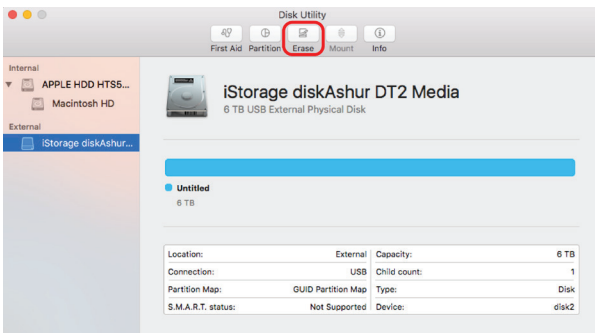 Disk Utility
First Aid Partition Erase Mount Info
Internal
APPLE HDD HTS5...
Macintosh HD
External
iStorage diskAshur...
iStorage diskAshur DT2 Media
6 TB USB External Physical Disk
Untitled
6 TB
Location: External Capacity: 6 TB
Connection: USB Child count: 1
Partition Map: GUID Partition Map Type: Disk
S.M.A.R.T. status: Not Supported Device: disk2